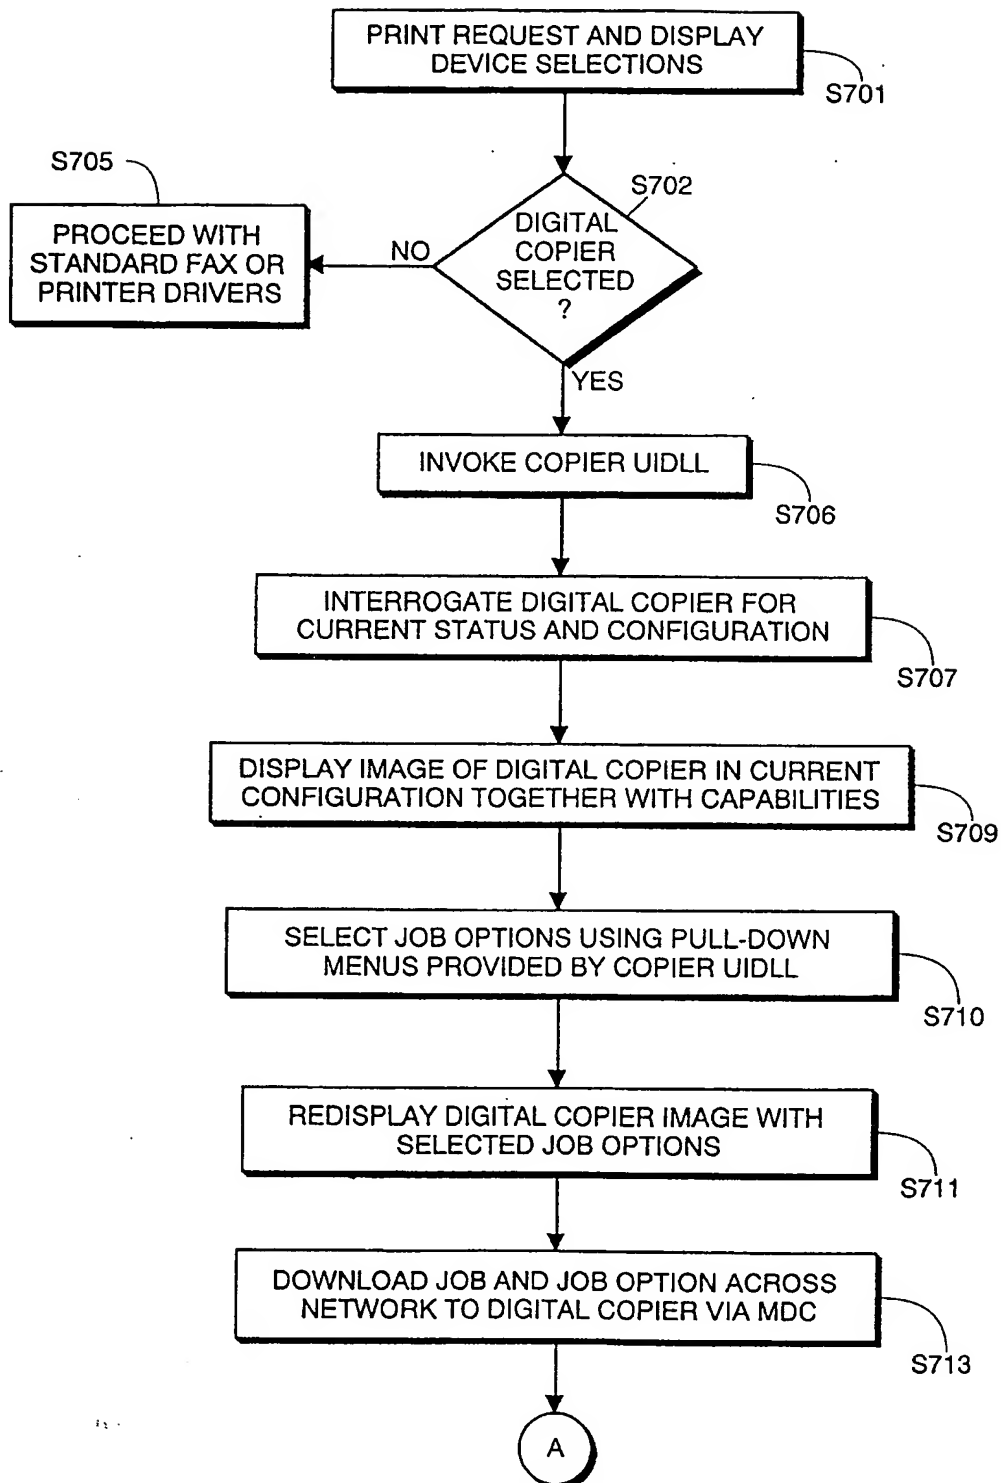 PRINT REQUEST AND DISPLAY
DEVICE SELECTIONS
S701
S705
S702
PROCEED WITH
STANDARD FAX OR
PRINTER DRIVERS
NO
DIGITAL
COPIER
SELECTED
?
YES
INVOKE COPIER UIDLL
S706
INTERROGATE DIGITAL COPIER FOR
CURRENT STATUS AND CONFIGURATION
S707
DISPLAY IMAGE OF DIGITAL COPIER IN CURRENT
CONFIGURATION TOGETHER WITH CAPABILITIES
S709
SELECT JOB OPTIONS USING PULL-DOWN
MENUS PROVIDED BY COPIER UIDLL
S710
REDISPLAY DIGITAL COPIER IMAGE WITH
SELECTED JOB OPTIONS
S711
DOWNLOAD JOB AND JOB OPTION ACROSS
NETWORK TO DIGITAL COPIER VIA MDC
S713
A